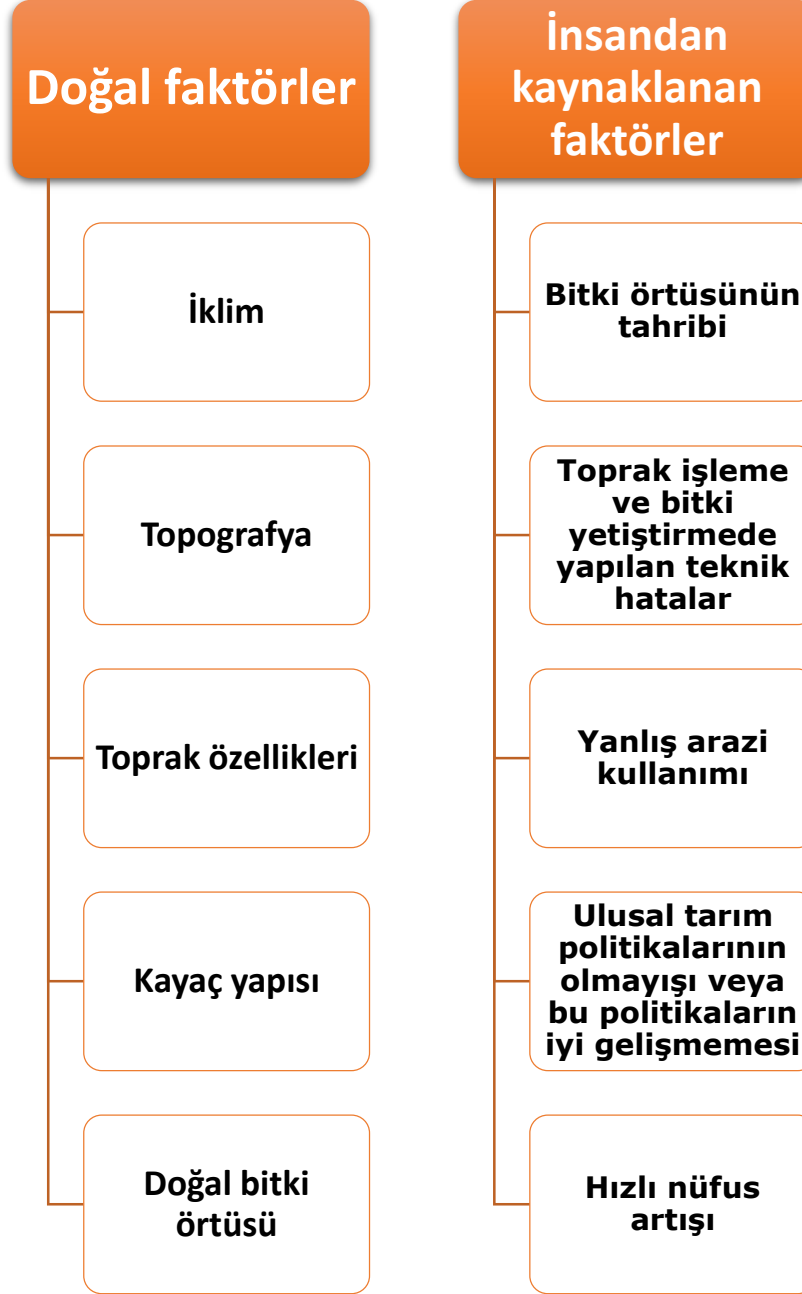 Doğal faktörler
İklim
Topografya
Toprak özellikleri
Kayaç yapısı
Doğal bitki
örtüsü
İnsandan
kaynaklanan
faktörler
Bitki örtüsünün
tahribi
Toprak işleme
ve bitki
yetiştirmede
yapılan teknik
hatalar
Yanlış arazi
kullanımı
Ulusal tarım
politikalarının
olmayışı veya
bu politikaların
iyi gelişmemesi
Hızlı nüfus
artışı